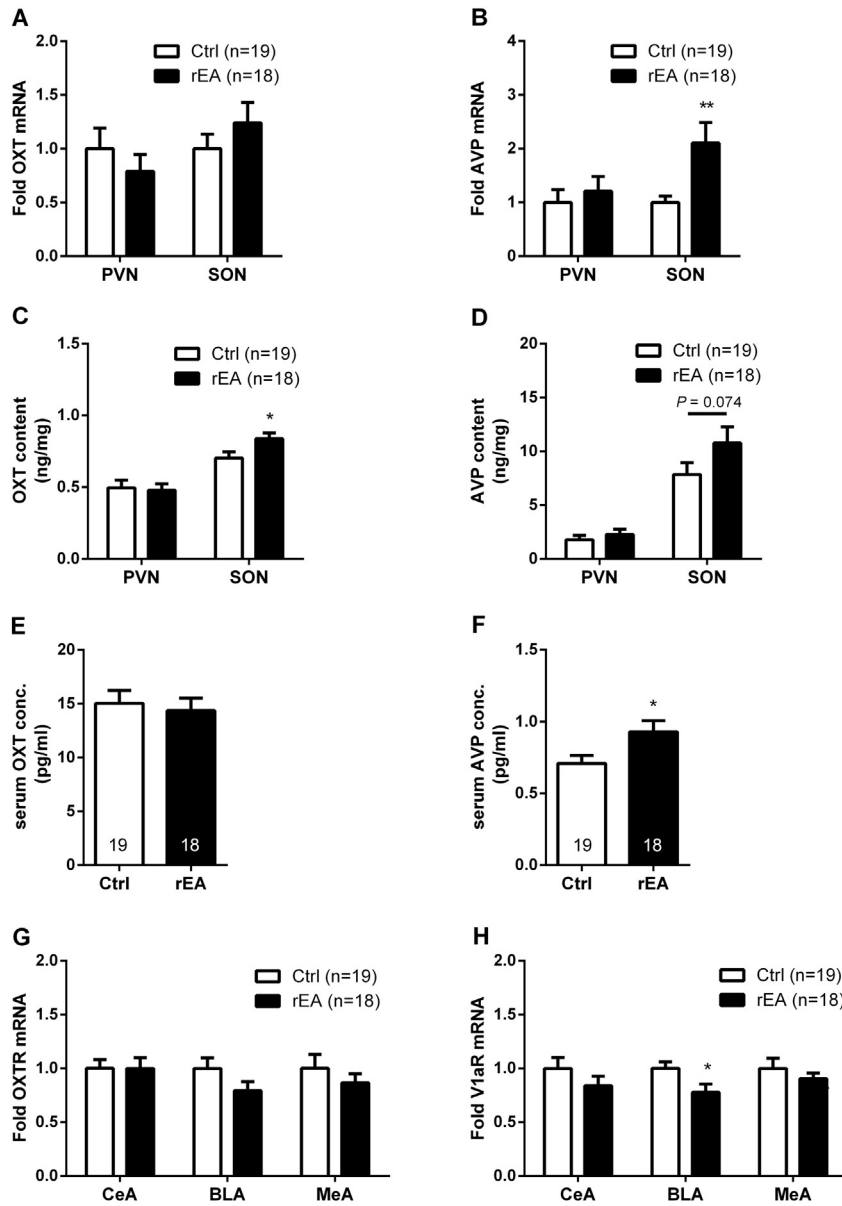 A
Fold OXT mRNA
2.0
1.5
1.0
0.5
0.0
Ctrl (n=19)
rEA (n=18)
PVN SON
B
Fold AVP mRNA
4
3
2
1
0
Ctrl (n=19)
rEA (n=18)
**
PVN SON
C
OXT content
(ng/mg)
1.5
1.0
0.5
0.0
Ctrl (n=19)
rEA (n=18)
*
PVN SON
D
AVP content
(ng/mg)
20
15
10
5
0
Ctrl (n=19)
rEA (n=18)
P = 0.074
PVN SON
E
serum OXT conc.
(pg/ml)
20
15
10
5
0
19 18
Ctrl rEA
F
serum AVP conc.
(pg/ml)
1.5
1.0
0.5
0.0
*
19 18
Ctrl rEA
G
Fold OXTR mRNA
2.0
1.5
1.0
0.5
0.0
Ctrl (n=19)
rEA (n=18)
CeA BLA MeA
H
Fold V1aR mRNA
2.0
1.5
1.0
0.5
0.0
Ctrl (n=19)
rEA (n=18)
*
CeA BLA MeA